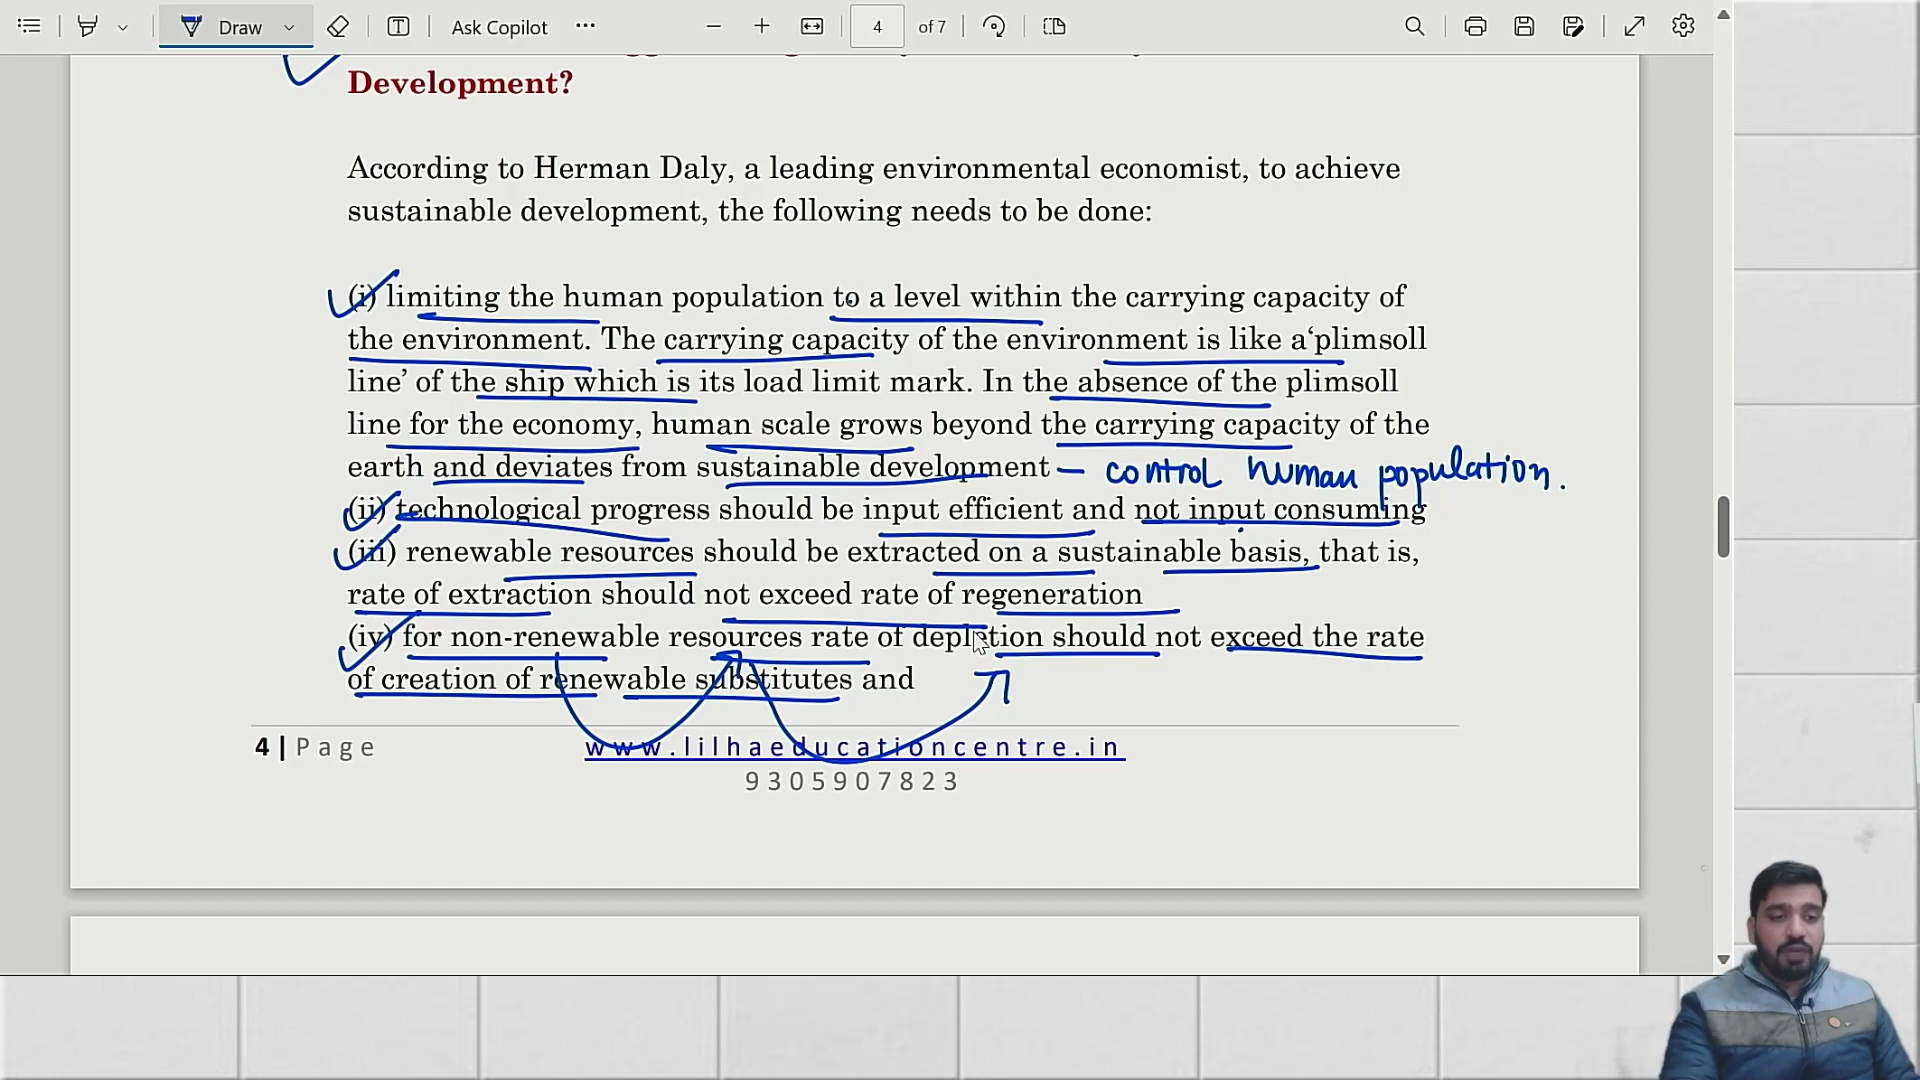 Draw
Ask Copilot
4 of 7
Development?
According to Herman Daly, a leading environmental economist, to achieve
sustainable development, the following needs to be done:
(i) limiting the human population to a level within the carrying capacity of
the environment. The carrying capacity of the environment is like a‘plimsoll
line’ of the ship which is its load limit mark. In the absence of the plimsoll
line for the economy, human scale grows beyond the carrying capacity of the
earth and deviates from sustainable development – control human population.
(ii) technological progress should be input efficient and not input consuming
(iii) renewable resources should be extracted on a sustainable basis, that is,
rate of extraction should not exceed rate of regeneration
(iv) for non-renewable resources rate of depletion should not exceed the rate
of creation of renewable substitutes and
4 | Page
www.lilhaeducationcentre.in
9305907823